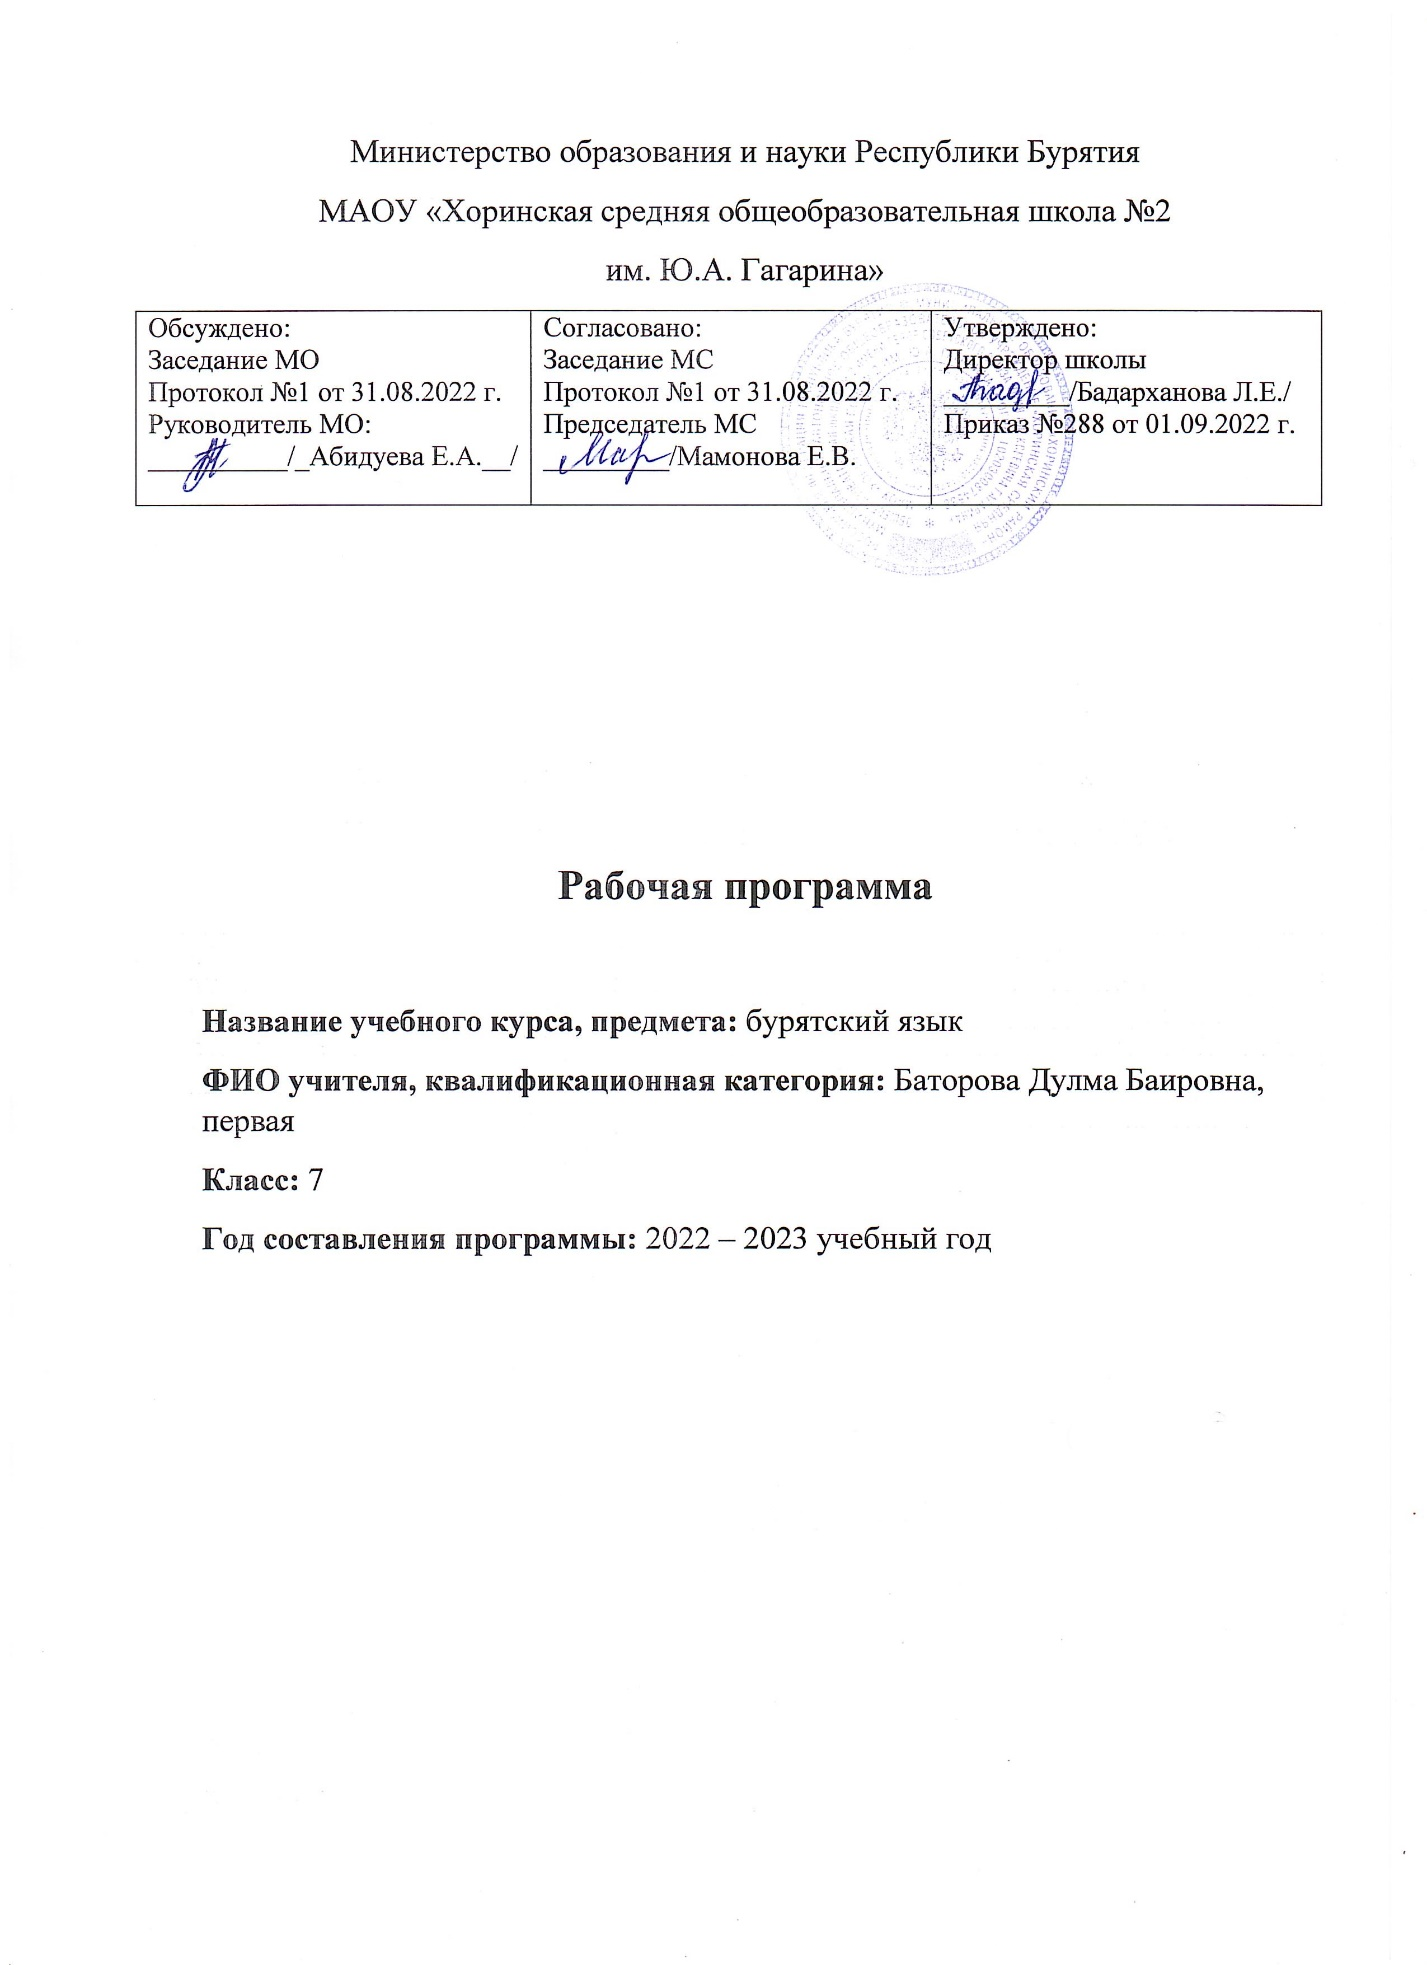 Министерство образования и науки Республики Бурятия
МАОУ «Хоринская средняя общеобразовательная школа №2
им. Ю.А. Гагарина»
Обсуждено:
Заседание МО
Протокол №1 от 31.08.2022 г.
Руководитель МО:
__________/_Абидуева Е.А.__/
Согласовано:
Заседание МС
Протокол №1 от 31.08.2022 г.
Председатель МС
_________/Мамонова Е.В.
Утверждено:
Директор школы
_________/Бадарханова Л.Е./
Приказ №288 от 01.09.2022 г.
Рабочая программа
Название учебного курса, предмета: бурятский язык
ФИО учителя, квалификационная категория: Баторова Дулма Баировна,
первая
Класс: 7
Год составления программы: 2022 – 2023 учебный год